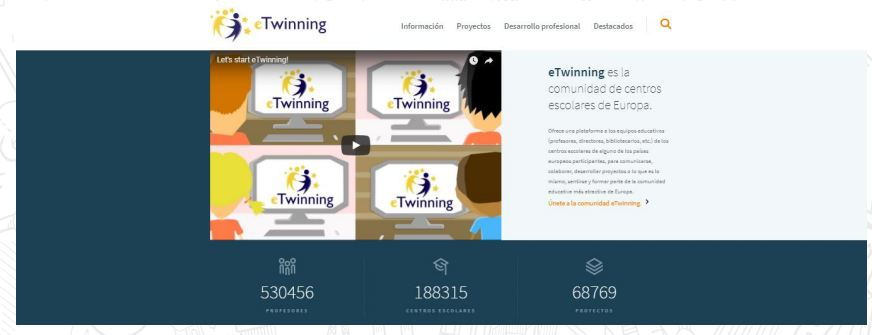 eTwinning
Información Proyectos Desarrollo profesional Destacados
Let's start eTwinning!
eTwinning
eTwinning
eTwinning
eTwinning
eTwinning es la
comunidad de centros
escolares de Europa.
Ofrece una plataforma a los equipos educativos
(profesores, directores, bibliotecarios, etc.) de los
centros escolares de alguno de los países
europeos participantes, para comunicarse,
colaborar, desarrollar proyectos o lo que es lo
mismo, sentirse y formar parte de la comunidad
educativa más atractiva de Europa.
Únete a la comunidad eTwinning.
530456 188315 68769
PROFESORES CENTROS ESCOLARES PROYECTOS